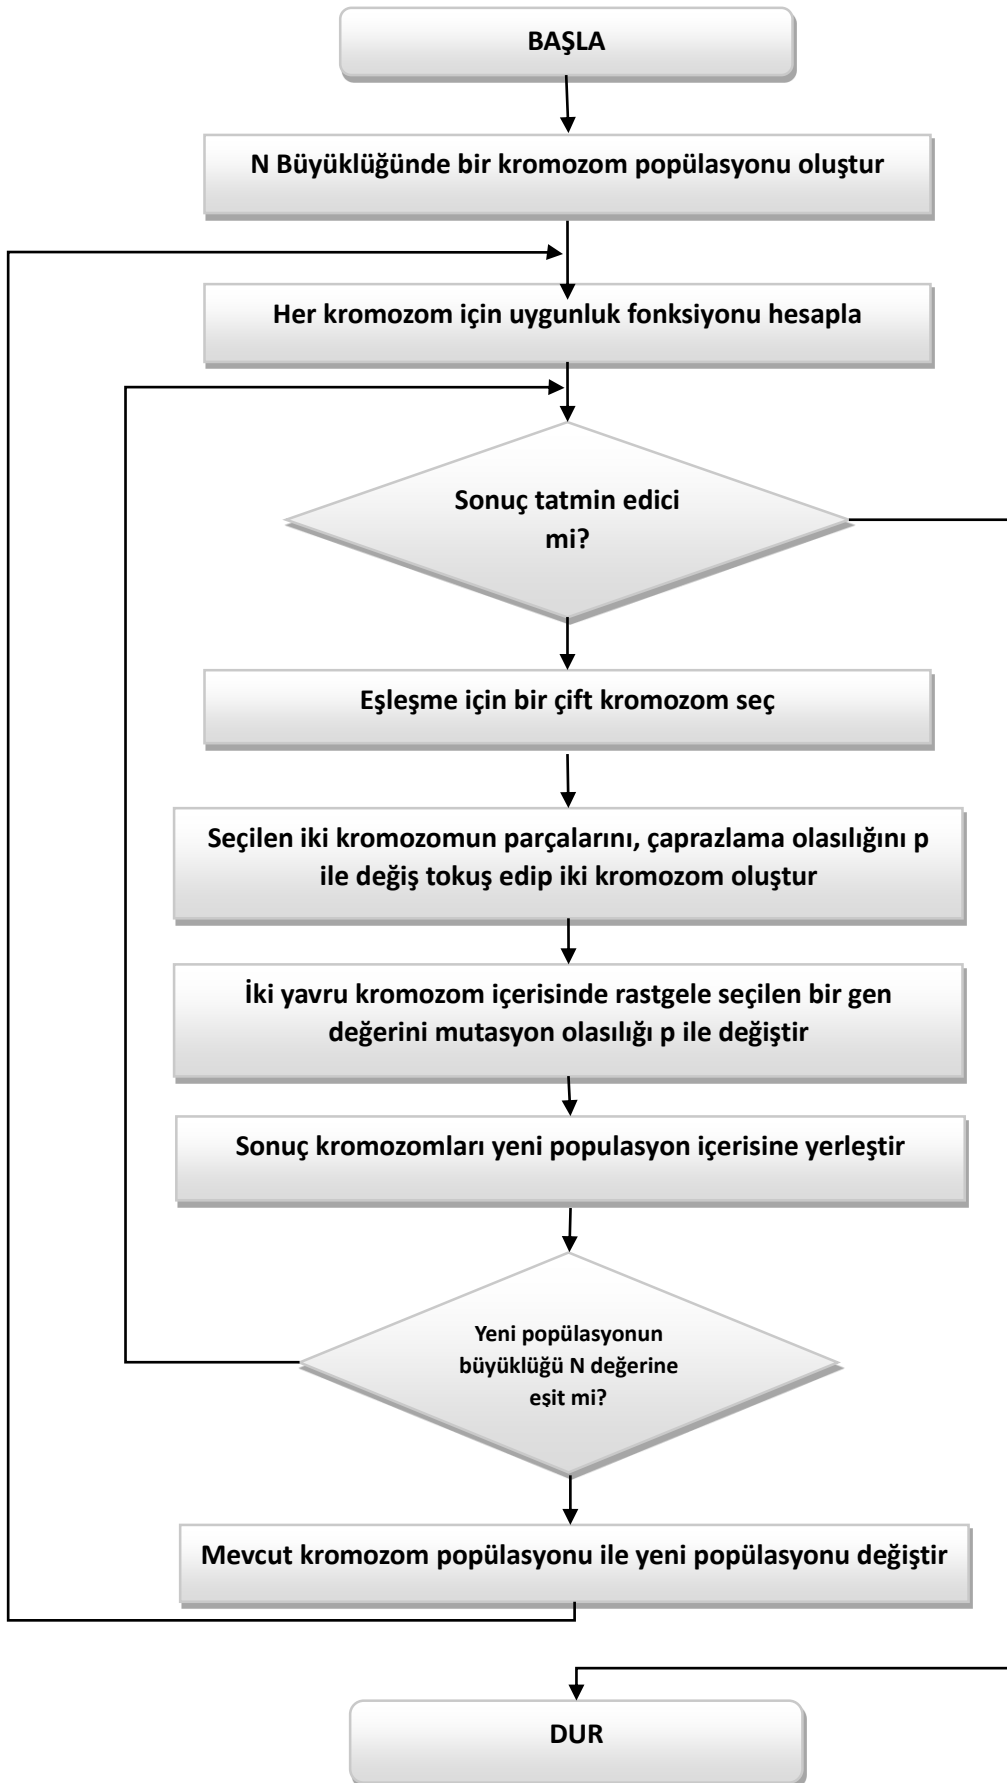 BAŞLA
N Büyüklüğünde bir kromozom popülasyonu oluştur
Her kromozom için uygunluk fonksiyonu hesapla
Sonuç tatmin edici
mi?
Eşleşme için bir çift kromozom seç
Seçilen iki kromozomun parçalarını, çaprazlama olasılığını p
ile değiş tokuş edip iki kromozom oluştur
İki yavru kromozom içerisinde rastgele seçilen bir gen
değerini mutasyon olasılığı p ile değiştir
Sonuç kromozomları yeni populasyon içerisine yerleştir
Yeni popülasyonun
büyüklüğü N değerine
eşit mi?
Mevcut kromozom popülasyonu ile yeni popülasyonu değiştir
DUR